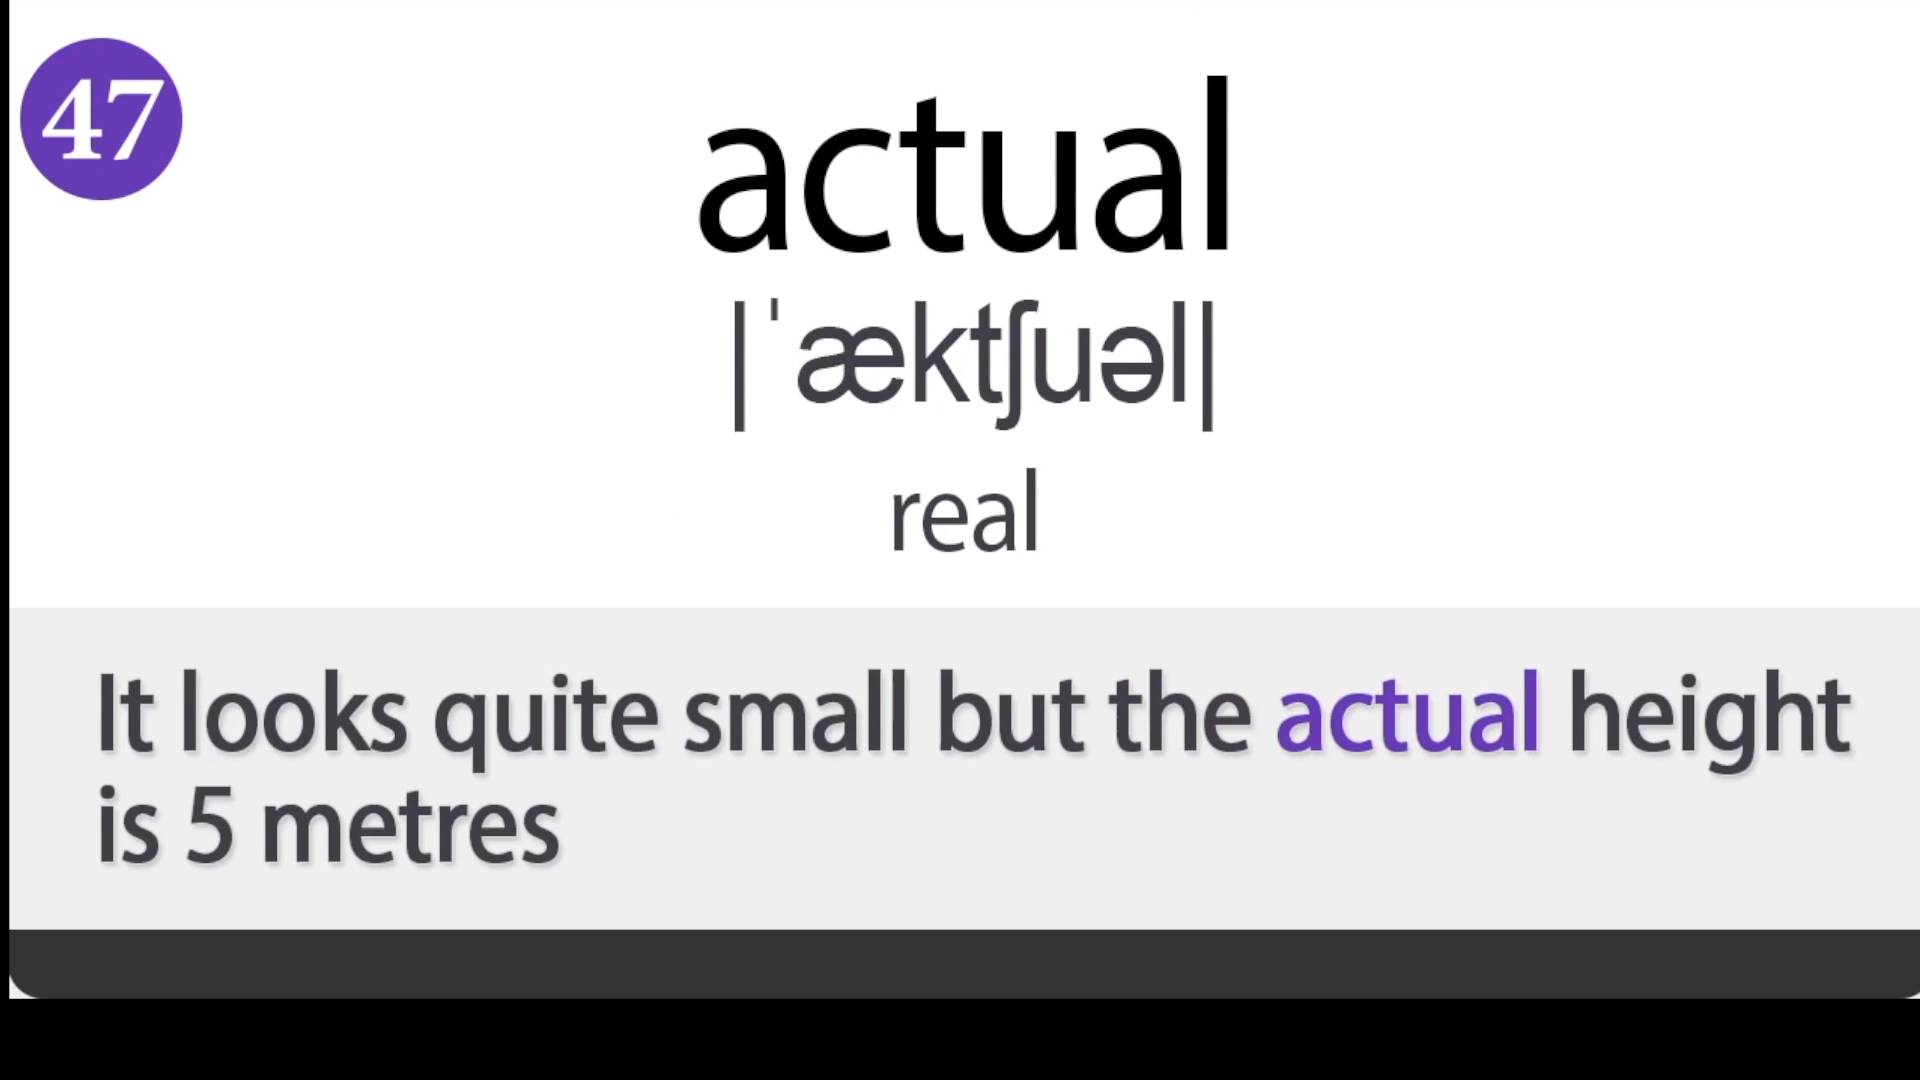 47
actual
|ˈæktʃuəl|
real
It looks quite small but the actual height
is 5 metres